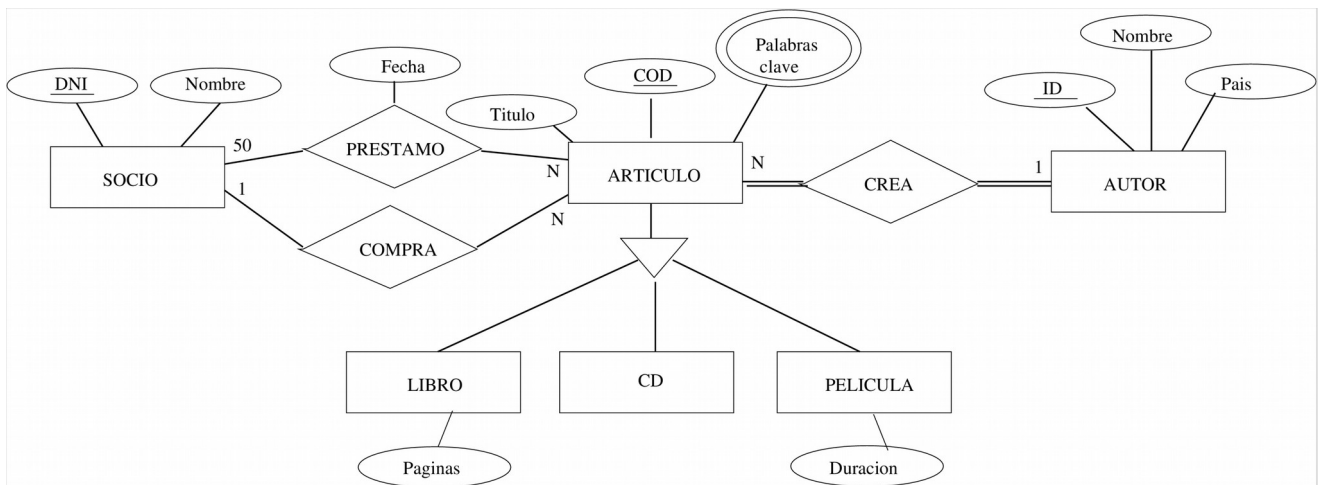 Nombre
Palabras
clave
Fecha
COD
DNI
Nombre
ID
Pais
Titulo
50
PRESTAMO
N
N
1
SOCIO
ARTICULO
CREA
AUTOR
1
N
COMPRA
LIBRO
CD
PELICULA
Paginas
Duracion